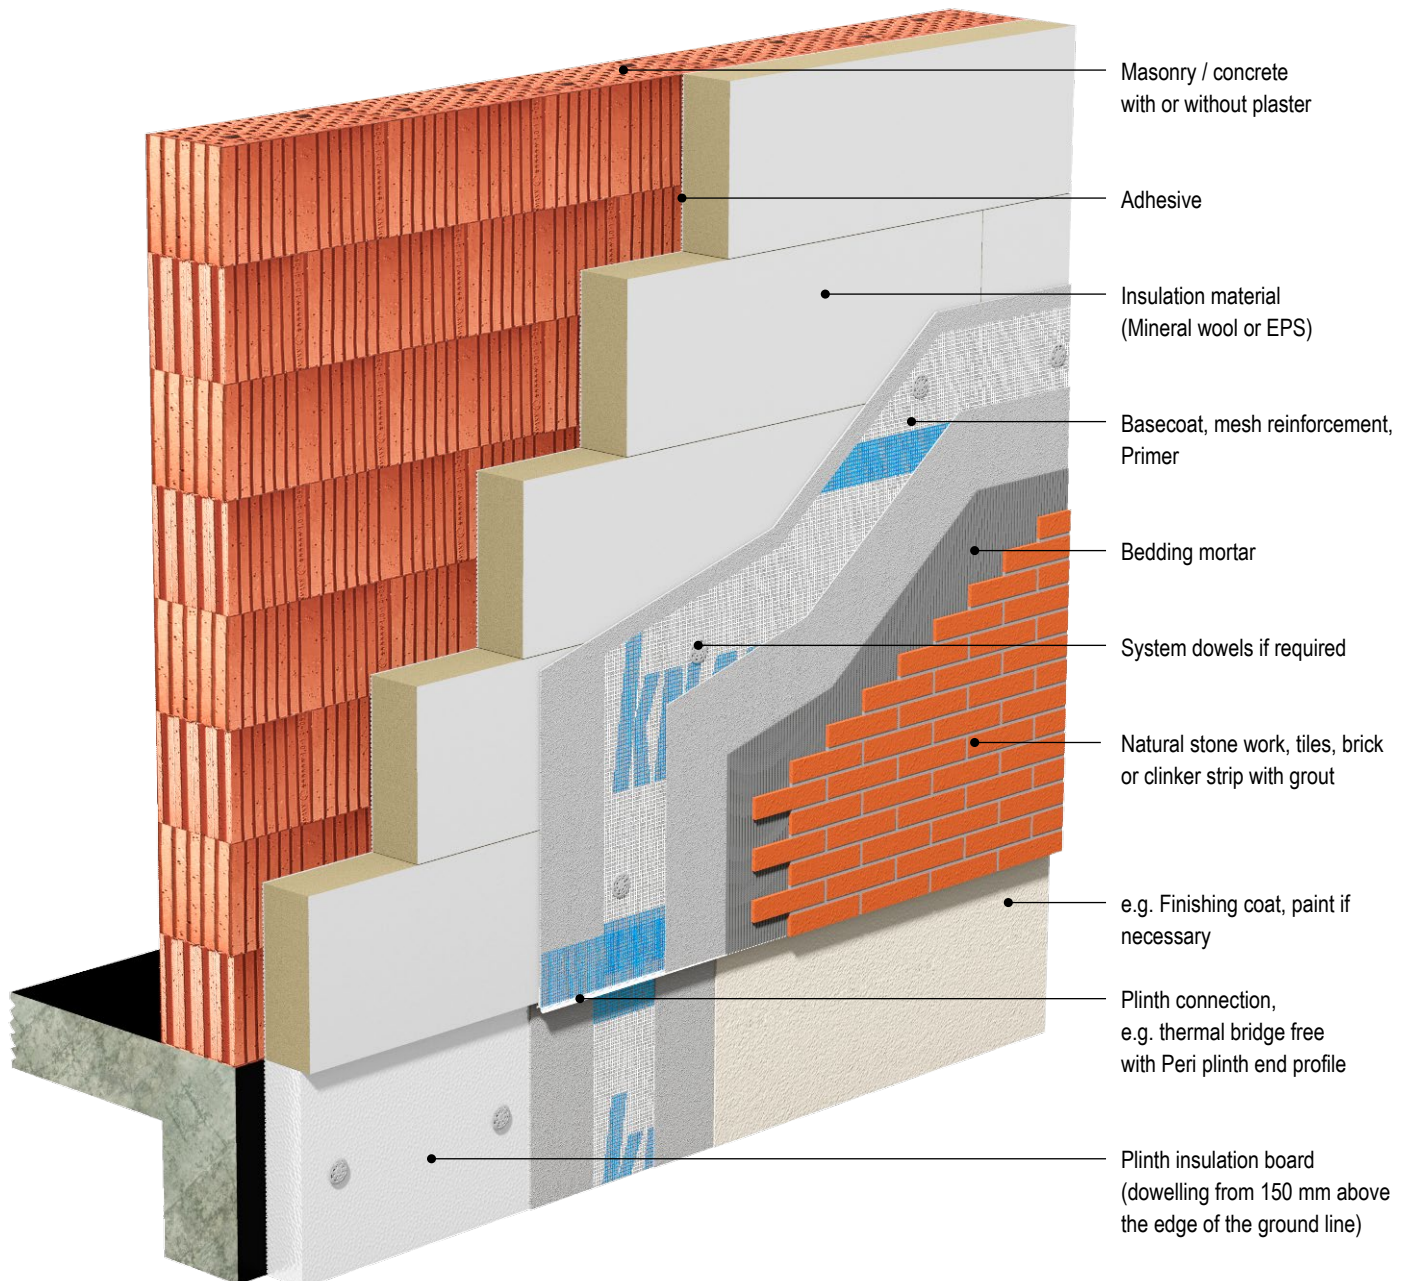 Masonry / concrete
with or without plaster
Adhesive
Insulation material
(Mineral wool or EPS)
Basecoat, mesh reinforcement,
Primer
Bedding mortar
System dowels if required
Natural stone work, tiles, brick
or clinker strip with grout
e.g. Finishing coat, paint if
necessary
Plinth connection,
e.g. thermal bridge free
with Peri plinth end profile
Plinth insulation board
(dowelling from 150 mm above
the edge of the ground line)